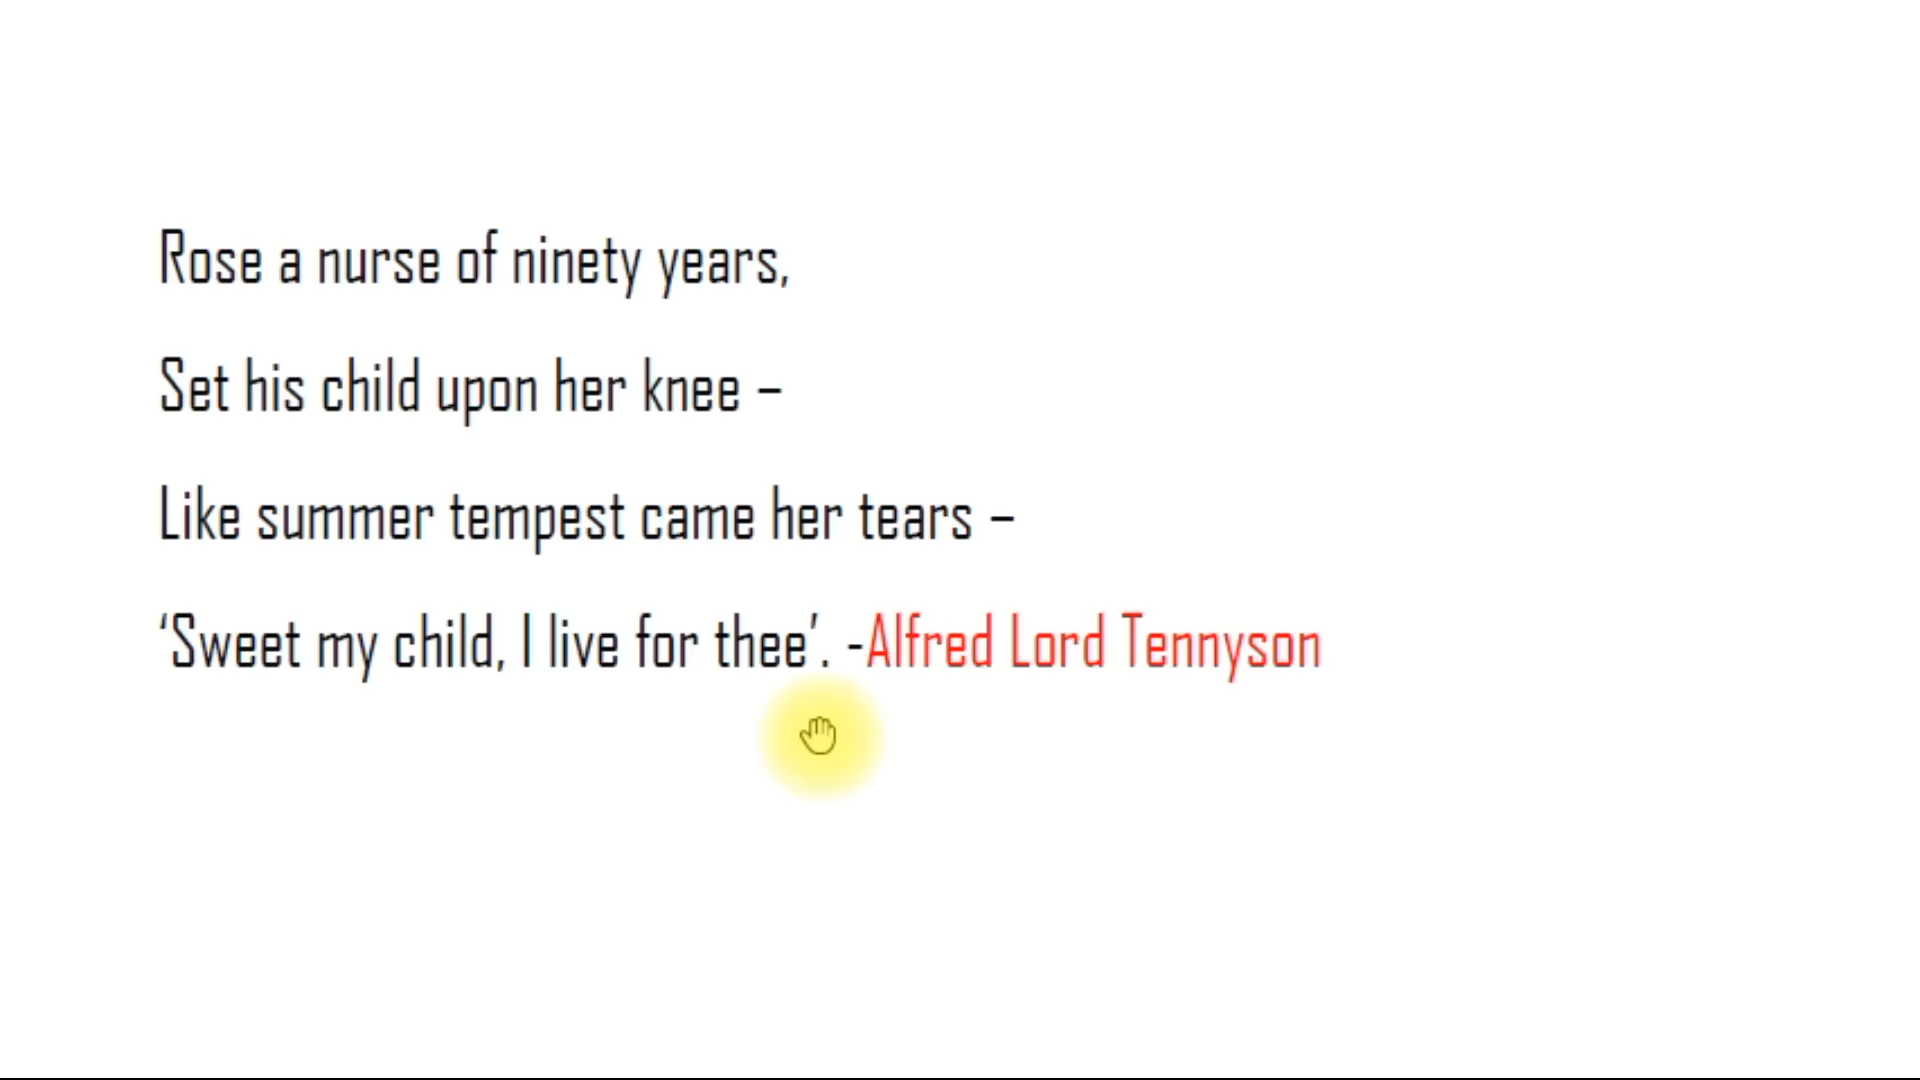 Rose a nurse of ninety years,
Set his child upon her knee –
Like summer tempest came her tears –
‘Sweet my child, I live for thee’. -Alfred Lord Tennyson